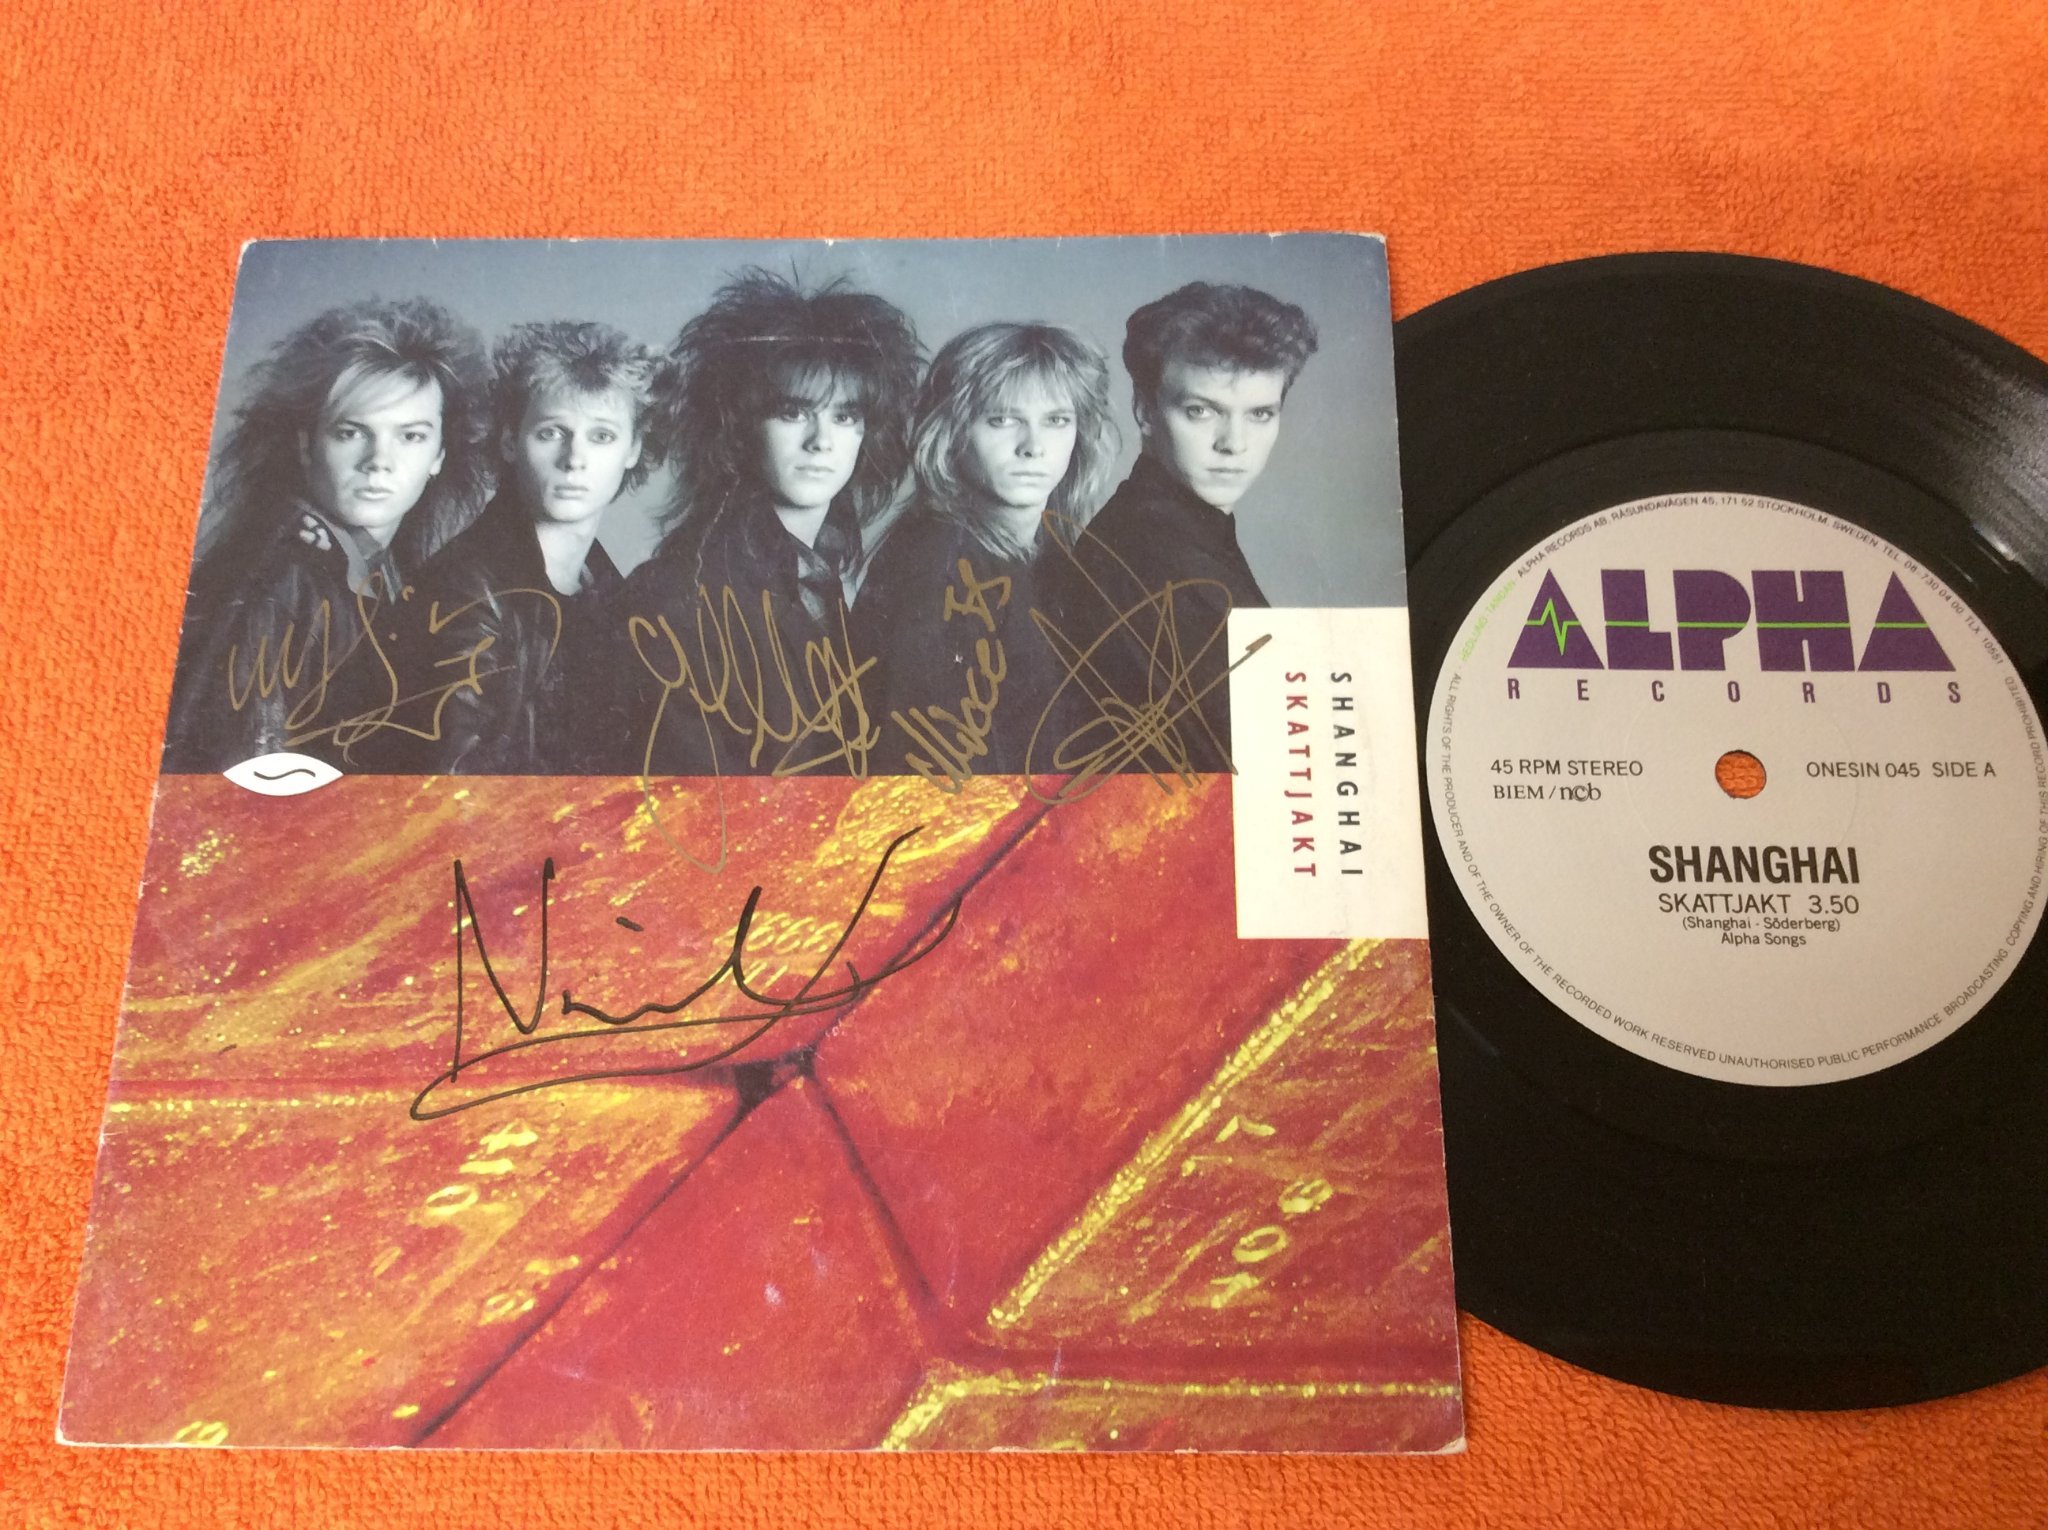 SHANGHAI
SKATTJAKT
ALPHA RECORDS AB, RÅSUNDAVÄGEN 45, 171 52 STOCKHOLM, SWEDEN TEL. 08-730 04 00 TLX 10551
HEDLUND TANDAN
ALPHA
RECORDS
45 RPM STEREO
BIEM / ncb
ONESIN 045 SIDE A
SHANGHAI
SKATTJAKT 3.50
(Shanghai - Söderberg)
Alpha Songs
ALL RIGHTS OF THE PRODUCER AND OF THE OWNER OF THE RECORDED WORK RESERVED UNAUTHORISED PUBLIC PERFORMANCE BROADCASTING COPYING AND HIRING OF THIS RECORD PROHIBITED